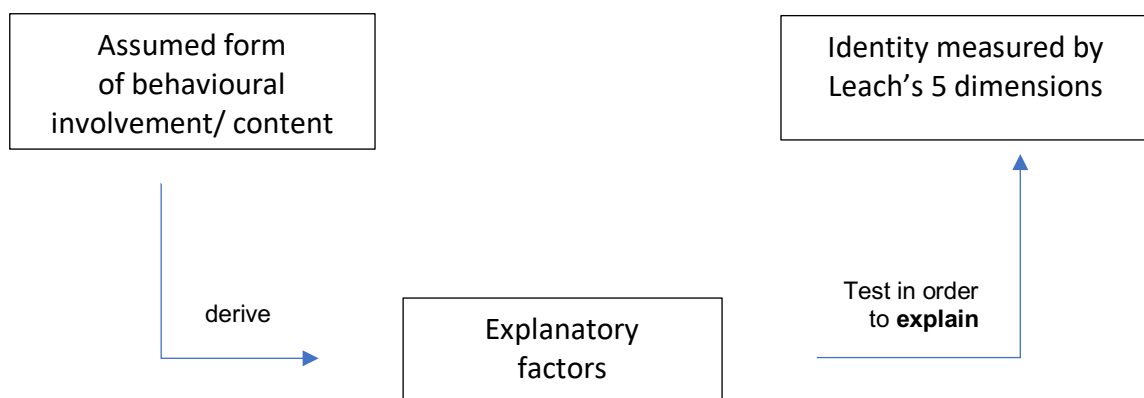 Assumed form
of behavioural
involvement/ content
Identity measured by
Leach’s 5 dimensions
derive
Explanatory
factors
Test in order
to explain